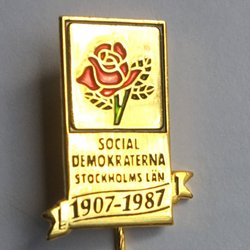 SOCIAL
DEMOKRATERNA
STOCKHOLMS LÄN
1907-1987